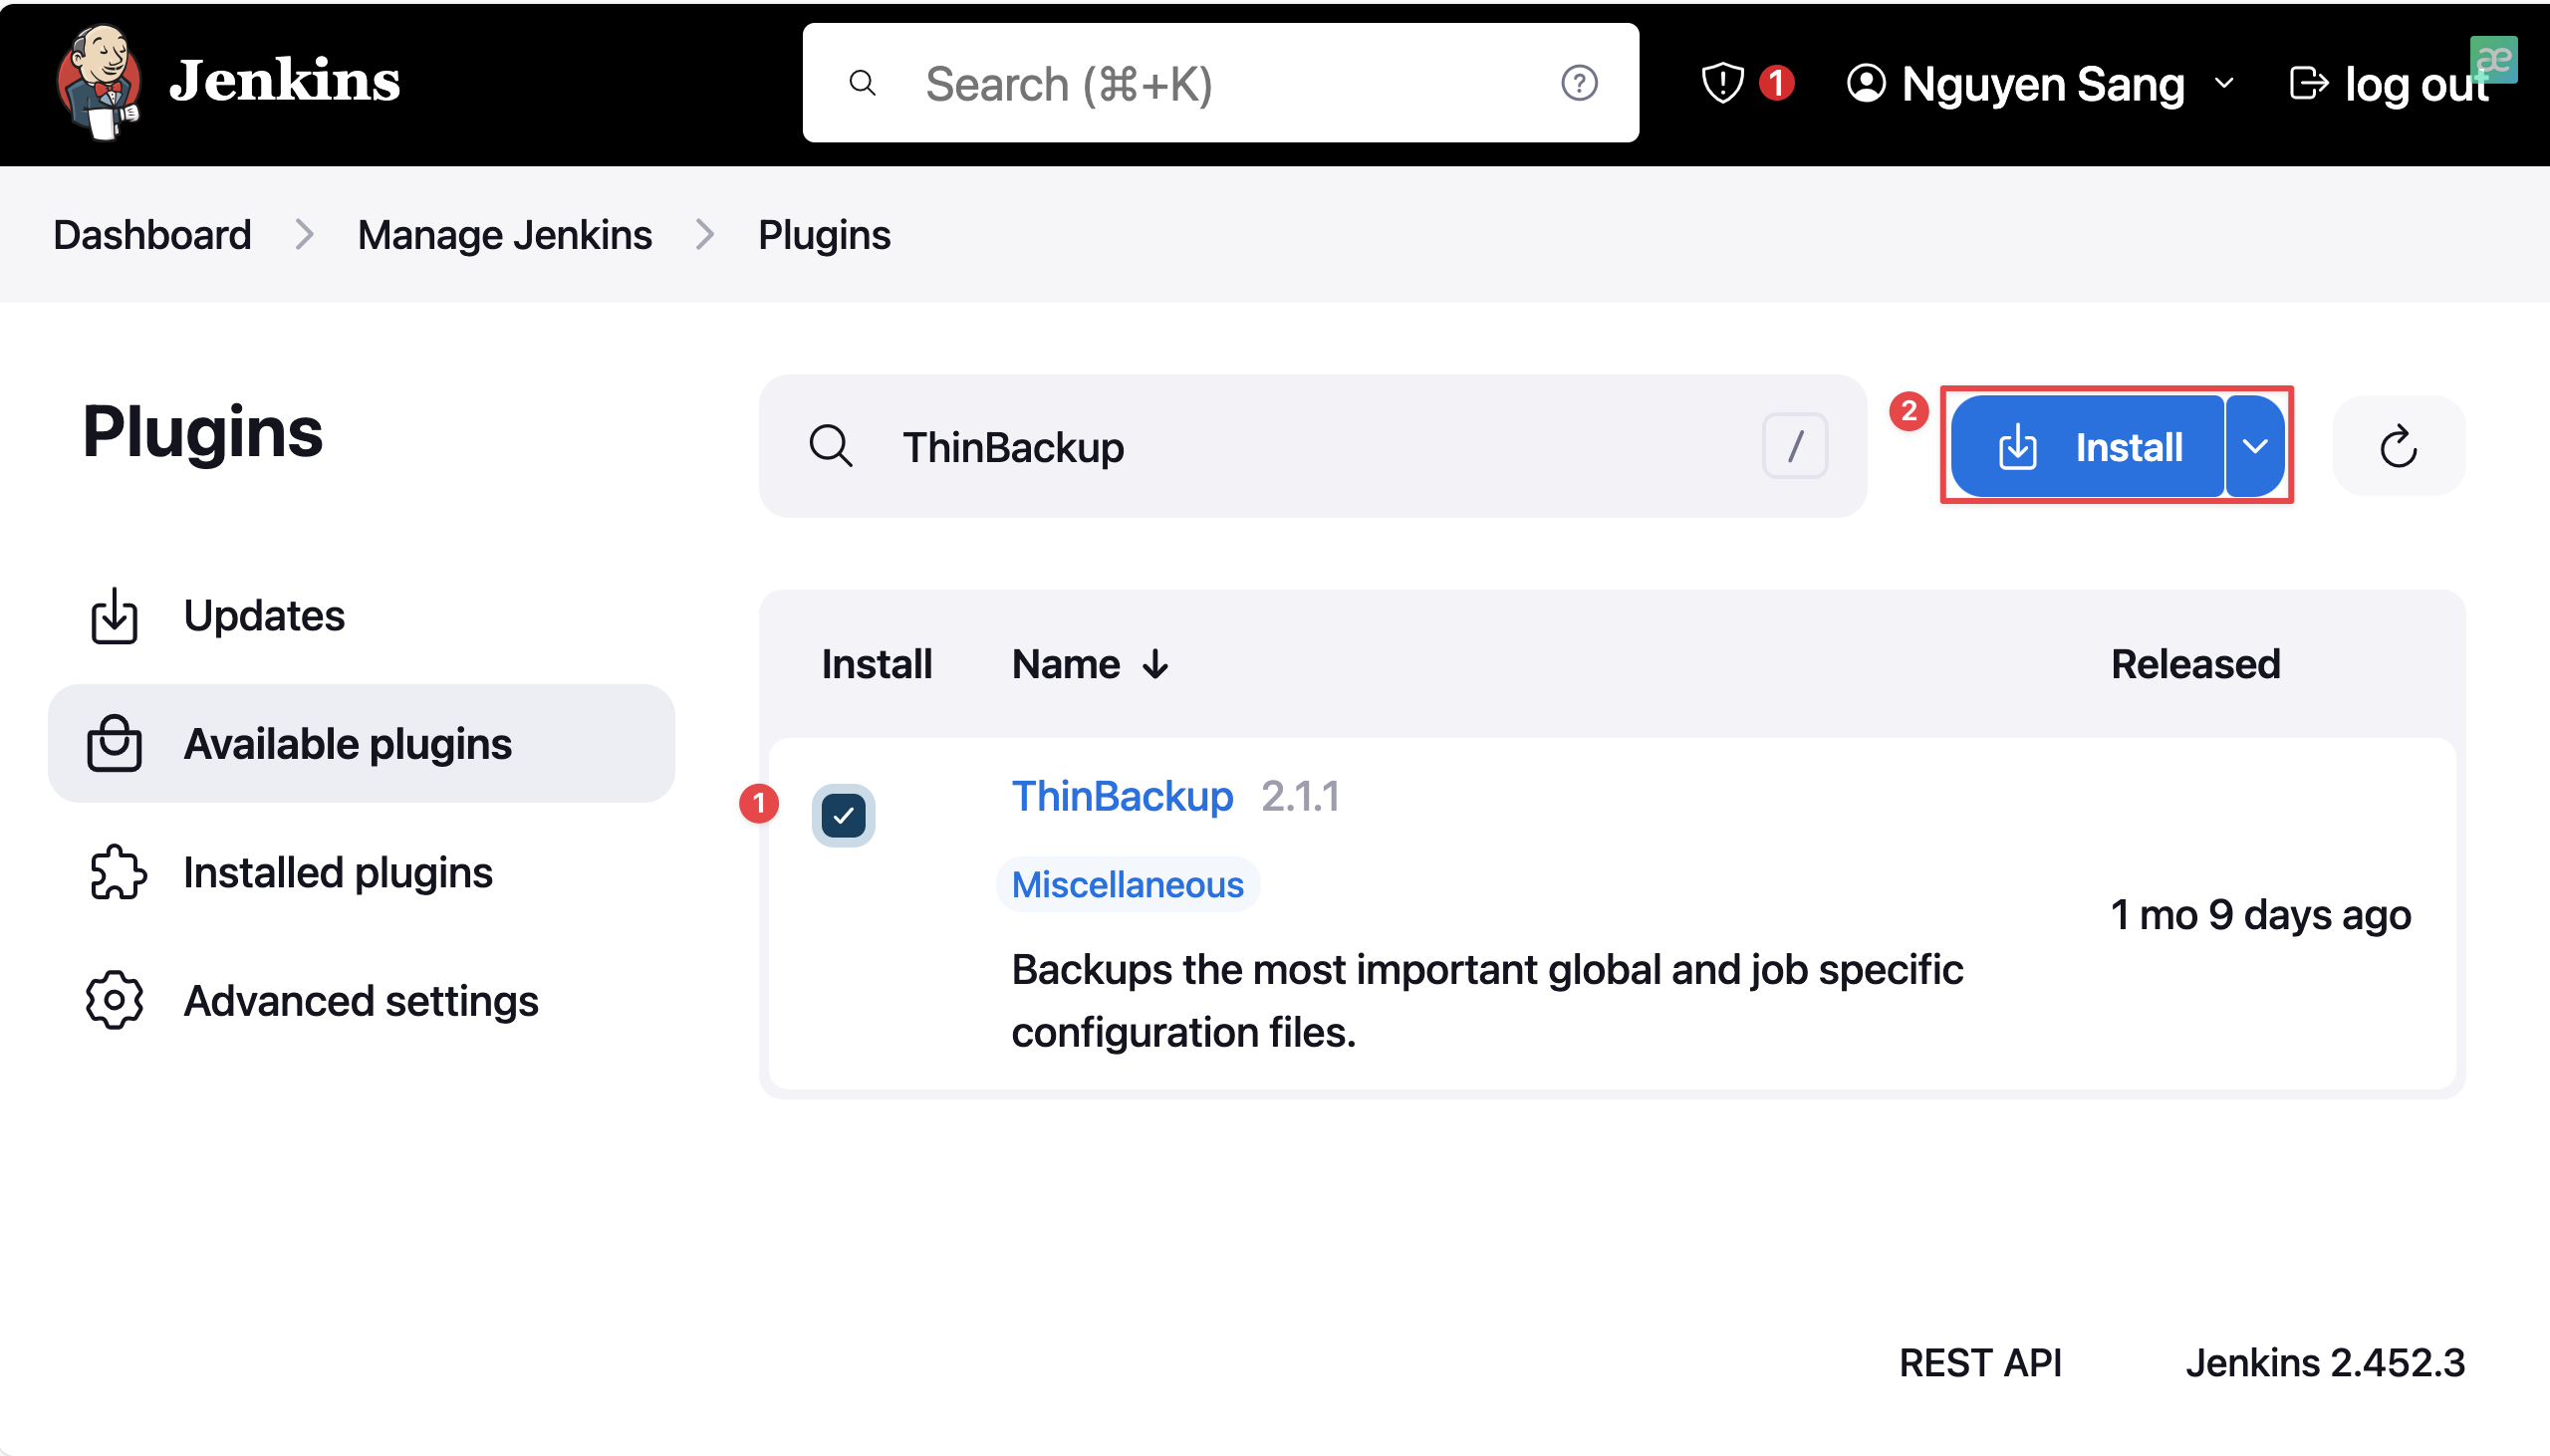 Jenkins
Search (⌘+K)
1
Nguyen Sang
log out
æ
Dashboard
Manage Jenkins
Plugins
Plugins
ThinBackup
/
2
Install
Updates
Available plugins
Installed plugins
Advanced settings
Install
Name ↓
Released
1
ThinBackup 2.1.1
Miscellaneous
1 mo 9 days ago
Backups the most important global and job specific
configuration files.
REST API
Jenkins 2.452.3